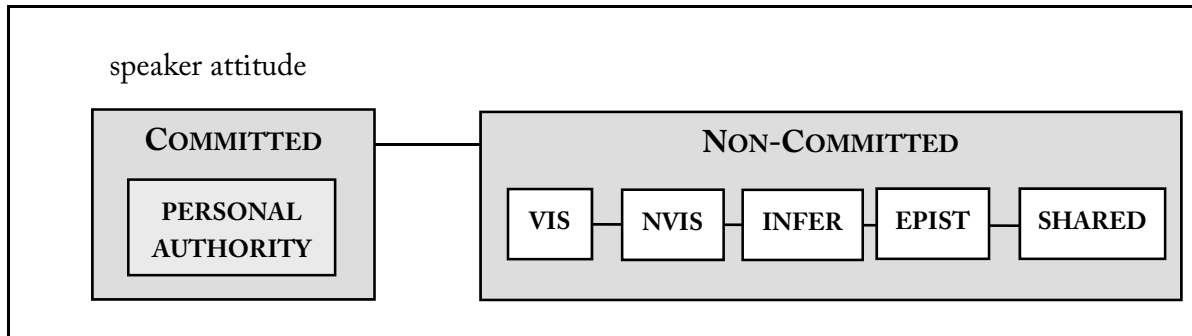 speaker attitude
COMMITTED
NON-COMMITTED
PERSONAL
AUTHORITY
VIS
NVIS
INFER
EPIST
SHARED